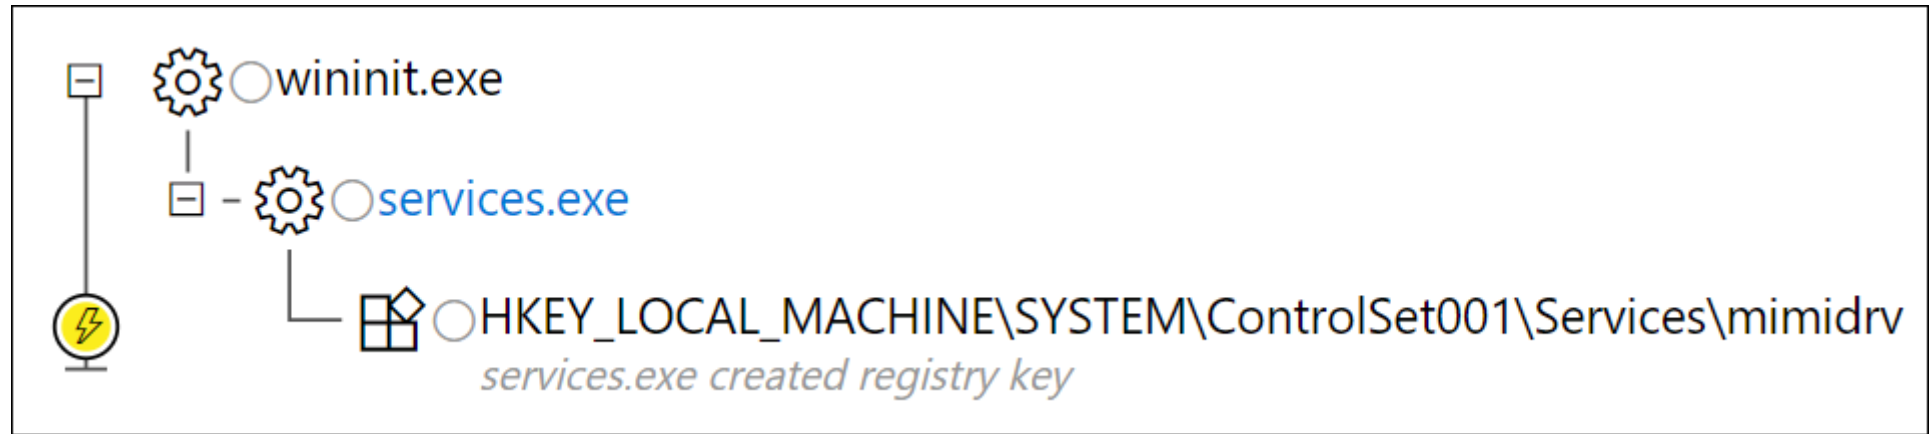 wininit.exe
services.exe
HKEY_LOCAL_MACHINE\SYSTEM\ControlSet001\Services\mimidrv
services.exe created registry key